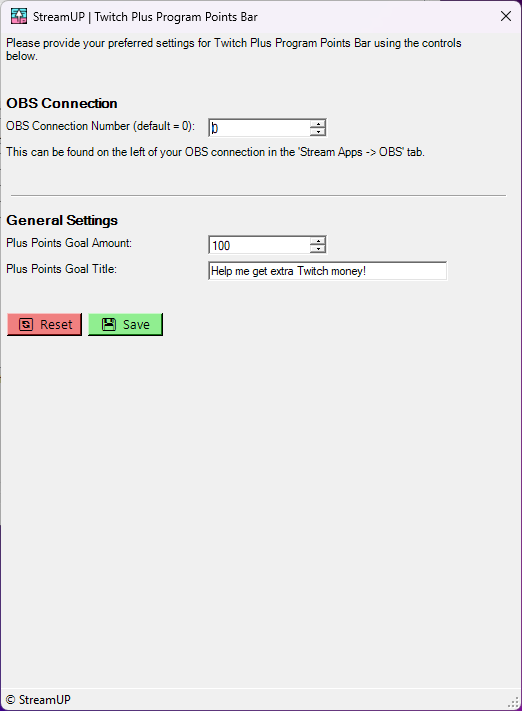 StreamUP | Twitch Plus Program Points Bar
Please provide your preferred settings for Twitch Plus Program Points Bar using the controls
below.
OBS Connection
OBS Connection Number (default = 0): 0
This can be found on the left of your OBS connection in the 'Stream Apps -> OBS' tab.
General Settings
Plus Points Goal Amount: 100
Plus Points Goal Title: Help me get extra Twitch money!
Reset Save
© StreamUP